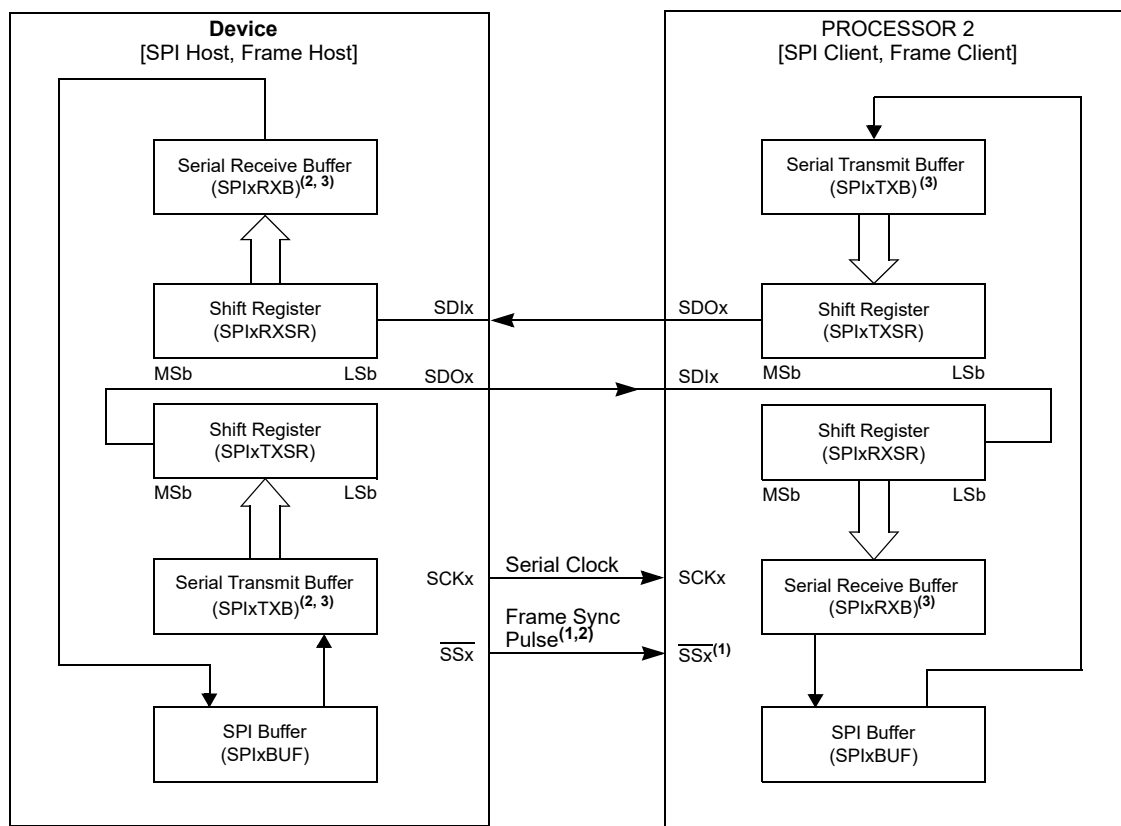 Device
[SPI Host, Frame Host]
Serial Receive Buffer
(SPIxRXB)(2, 3)
Shift Register
(SPIxRXSR)
MSb
LSb
SDIx
SDOx
Shift Register
(SPIxTXSR)
MSb
LSb
Serial Transmit Buffer
(SPIxTXB)(2, 3)
SCKx
SSx
SPI Buffer
(SPIxBUF)
Serial Clock
Frame Sync
Pulse(1,2)
PROCESSOR 2
[SPI Client, Frame Client]
Serial Transmit Buffer
(SPIxTXB)(3)
SDOx
Shift Register
(SPIxTXSR)
MSb
LSb
SDIx
Shift Register
(SPIxRXSR)
MSb
LSb
SCKx
Serial Receive Buffer
(SPIxRXB)(3)
SSx(1)
SPI Buffer
(SPIxBUF)